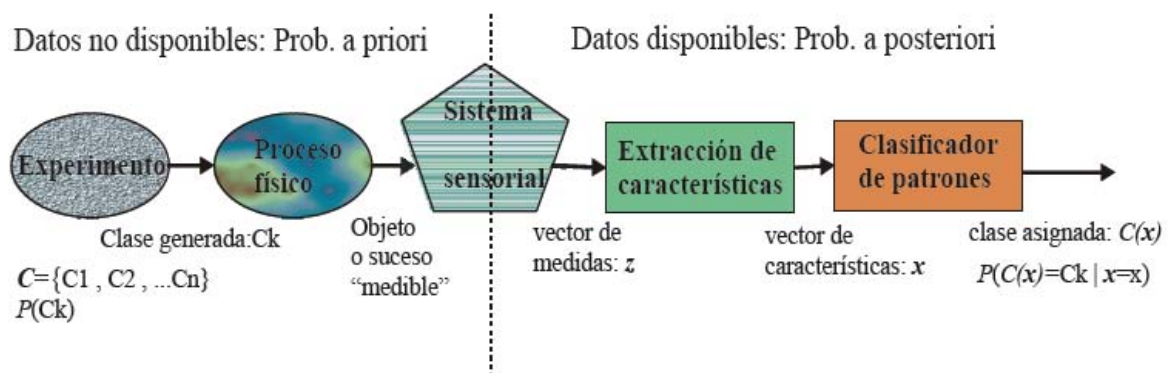 Datos no disponibles: Prob. a priori
Datos disponibles: Prob. a posteriori
Experimento
Proceso
físico
Sistema
sensorial
Extracción de
características
Clasificador
de patrones
Clase generada:Ck
C={C1 , C2 , ...Cn}
P(Ck)
Objeto
o suceso
“medible”
vector de
medidas: z
vector de
características: x
clase asignada: C(x)
P(C(x)=Ck | x=x)